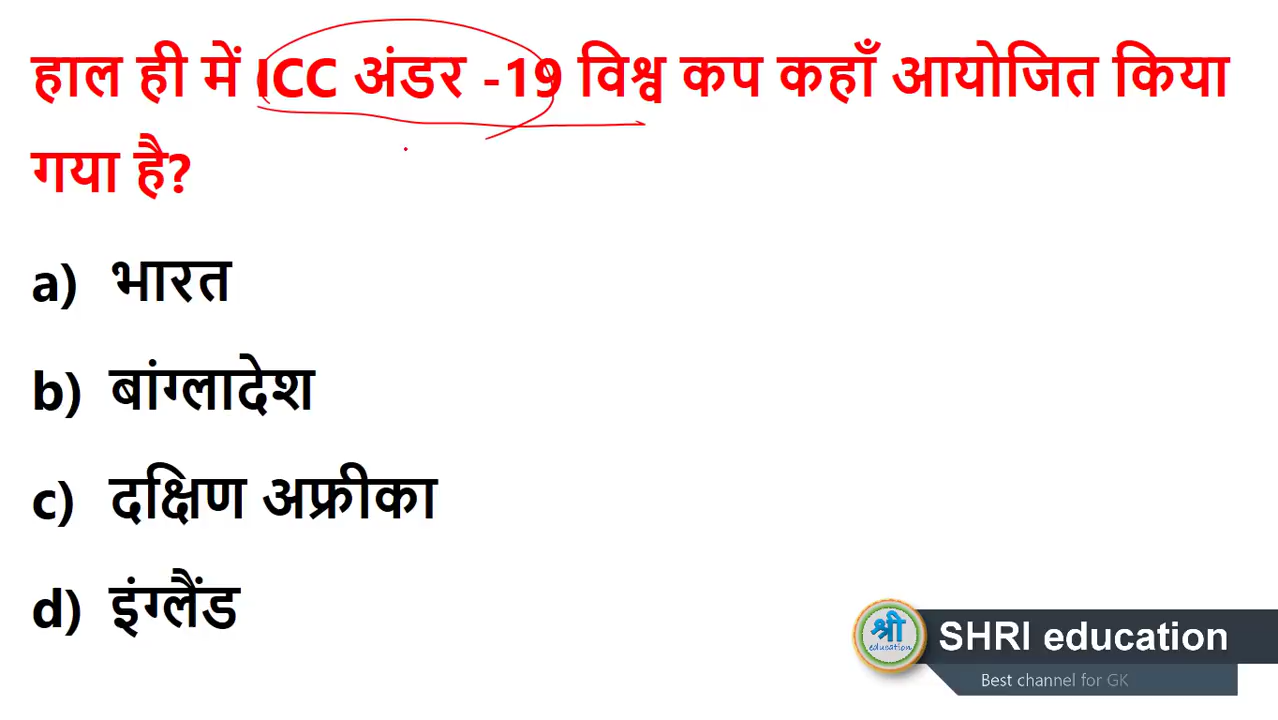 हाल ही में ICC अंडर -19 विश्व कप कहाँ आयोजित किया
गया है?
a) भारत
b) बांग्लादेश
c) दक्षिण अफ्रीका
d) इंग्लैंड
श्री
education
SHRI education
Best channel for GK